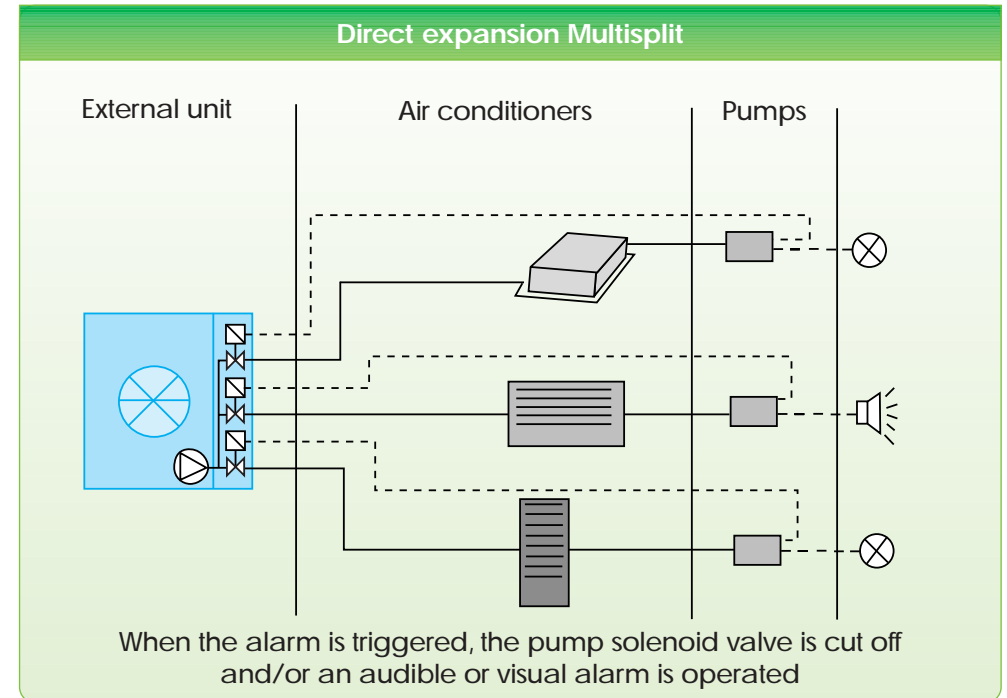 Direct expansion Multisplit
External unit
Air conditioners
Pumps
When the alarm is triggered, the pump solenoid valve is cut off
and/or an audible or visual alarm is operated